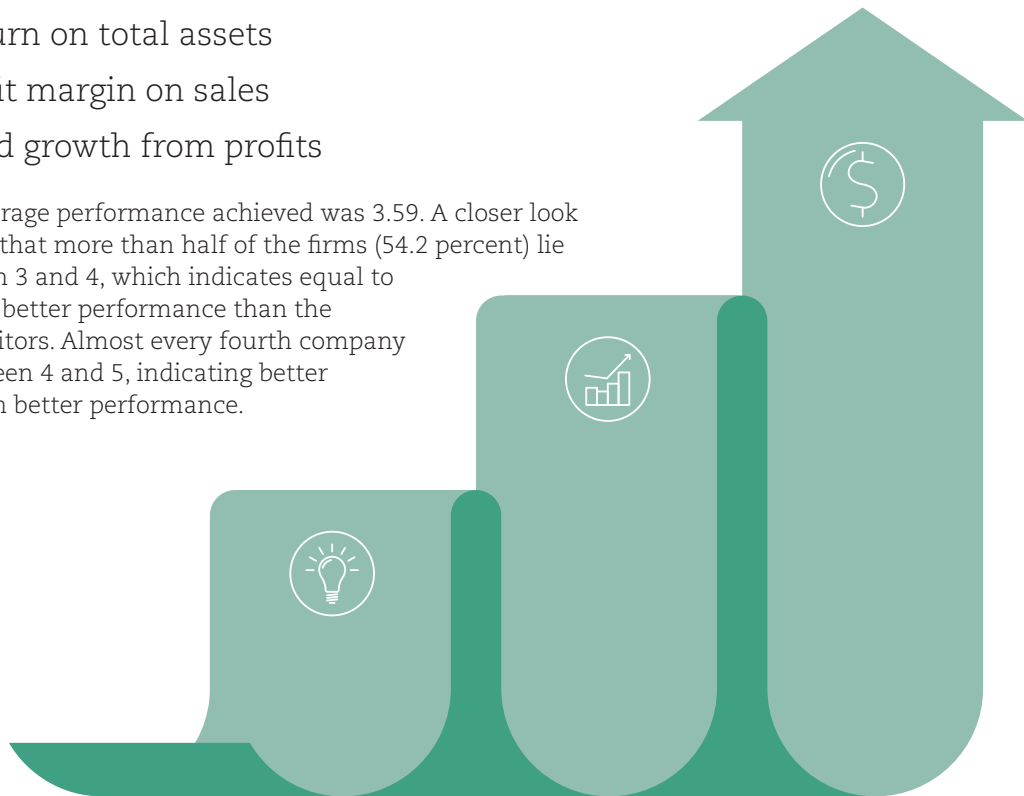 urn on total assets
it margin on sales
d growth from profits
rage performance achieved was 3.59. A closer look
that more than half of the firms (54.2 percent) lie
n 3 and 4, which indicates equal to
better performance than the
itors. Almost every fourth company
een 4 and 5, indicating better
n better performance.
$